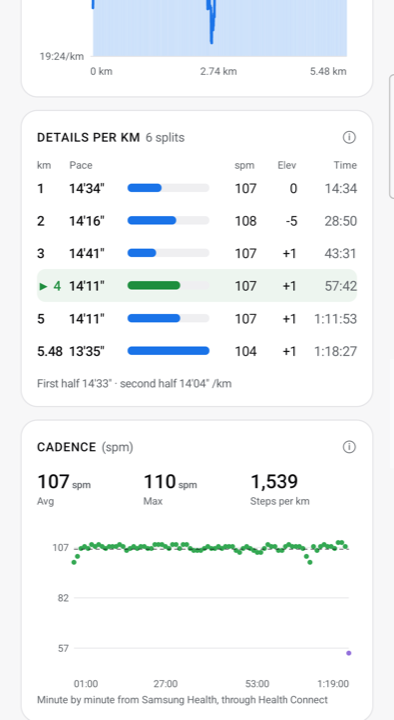 19:24/km
0 km 2.74 km 5.48 km
DETAILS PER KM 6 splits
km Pace spm Elev Time
1 14'34" 107 0 14:34
2 14'16" 108 -5 28:50
3 14'41" 107 +1 43:31
▶ 4 14'11" 107 +1 57:42
5 14'11" 107 +1 1:11:53
5.48 13'35" 104 +1 1:18:27
First half 14'33" · second half 14'04" /km
CADENCE (spm)
107 spm 110 spm 1,539
Avg Max Steps per km
107
82
57
01:00 27:00 53:00 1:19:00
Minute by minute from Samsung Health, through Health Connect